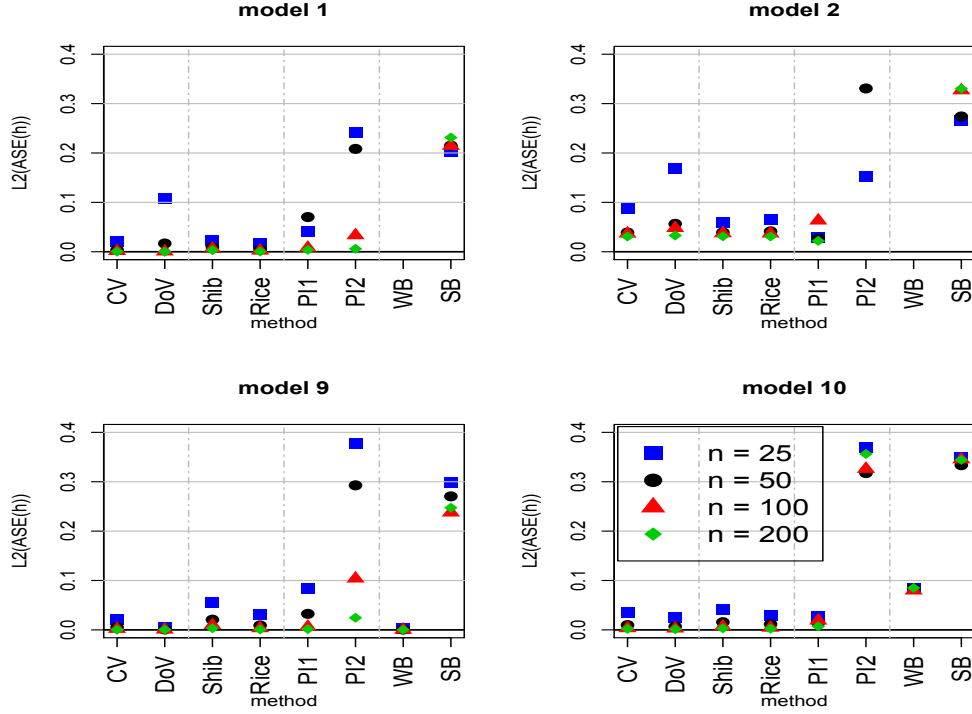 model 1
L2(ASE(h))
0.0 0.1 0.2 0.3 0.4
CV DoV Shib Rice PI1 PI2 WB SB
method
model 2
L2(ASE(h))
0.0 0.1 0.2 0.3 0.4
CV DoV Shib Rice PI1 PI2 WB SB
method
model 9
L2(ASE(h))
0.0 0.1 0.2 0.3 0.4
CV DoV Shib Rice PI1 PI2 WB SB
method
model 10
L2(ASE(h))
0.0 0.1 0.2 0.3 0.4
n = 25
n = 50
n = 100
n = 200
CV DoV Shib Rice PI1 PI2 WB SB
method